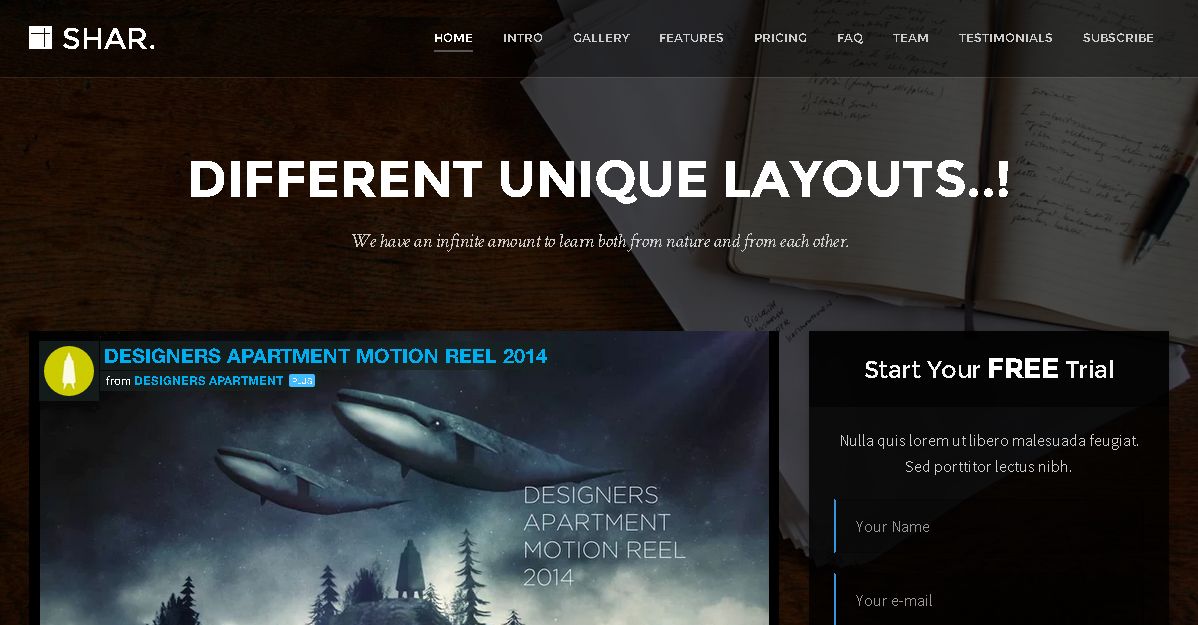 SHAR.
HOME INTRO GALLERY FEATURES PRICING FAQ TEAM TESTIMONIALS SUBSCRIBE
DIFFERENT UNIQUE LAYOUTS..!
We have an infinite amount to learn both from nature and from each other.
DESIGNERS APARTMENT MOTION REEL 2014
from DESIGNERS APARTMENT PLUS
DESIGNERS
APARTMENT
MOTION REEL
2014
Start Your FREE Trial
Nulla quis lorem ut libero malesuada feugiat.
Sed porttitor lectus nibh.
Your Name
Your e-mail